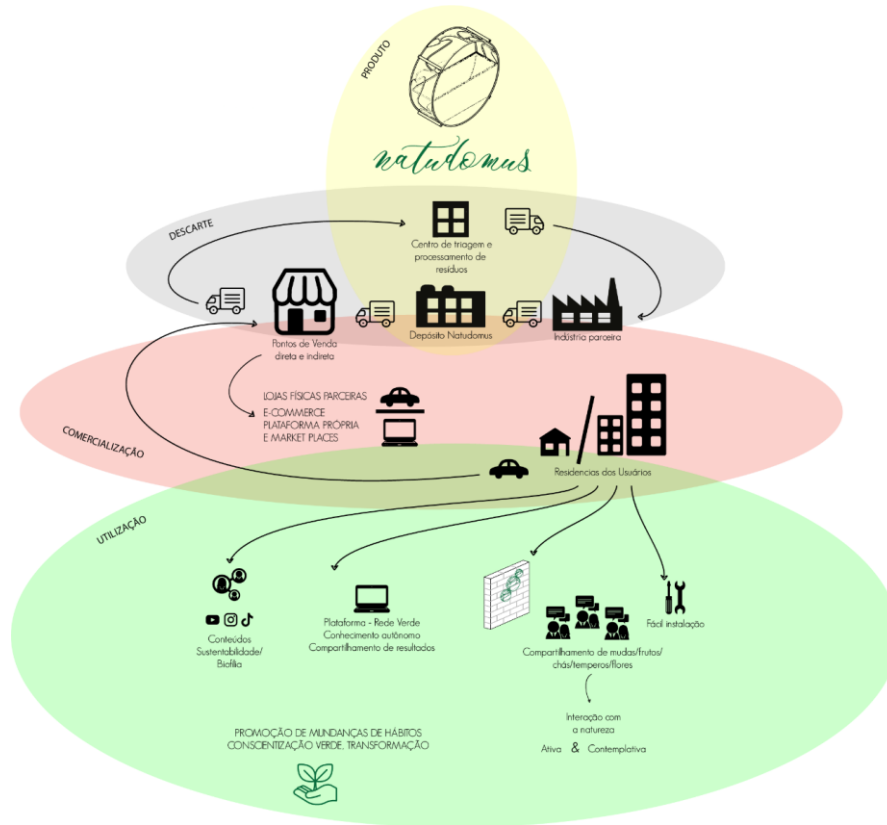 PRODUTO
natudomus
DESCARTE
Centro de triagem e
processamento de
resíduos
Pontos de Venda
direta e indireta
Depósito Natudomus
Indústria parceira
LOJAS FÍSICAS PARCEIRAS
E-COMMERCE
PLATAFORMA PRÓPRIA
E MARKET PLACES
COMERCIALIZAÇÃO
Residencias dos Usuários
UTILIZAÇÃO
Conteúdos
Sustentabilidade/
Biofilia
Plataforma - Rede Verde
Conhecimento autônomo
Compartilhamento de resultados
Fácil instalação
Compartilhamento de mudas/frutos/
chás/temperos/flores
Interação com
a natureza
Ativa & Contemplativa
PROMOÇÃO DE MUNDANÇAS DE HÁBITOS
CONSCIENTIZAÇÃO VERDE, TRANSFORMAÇÃO